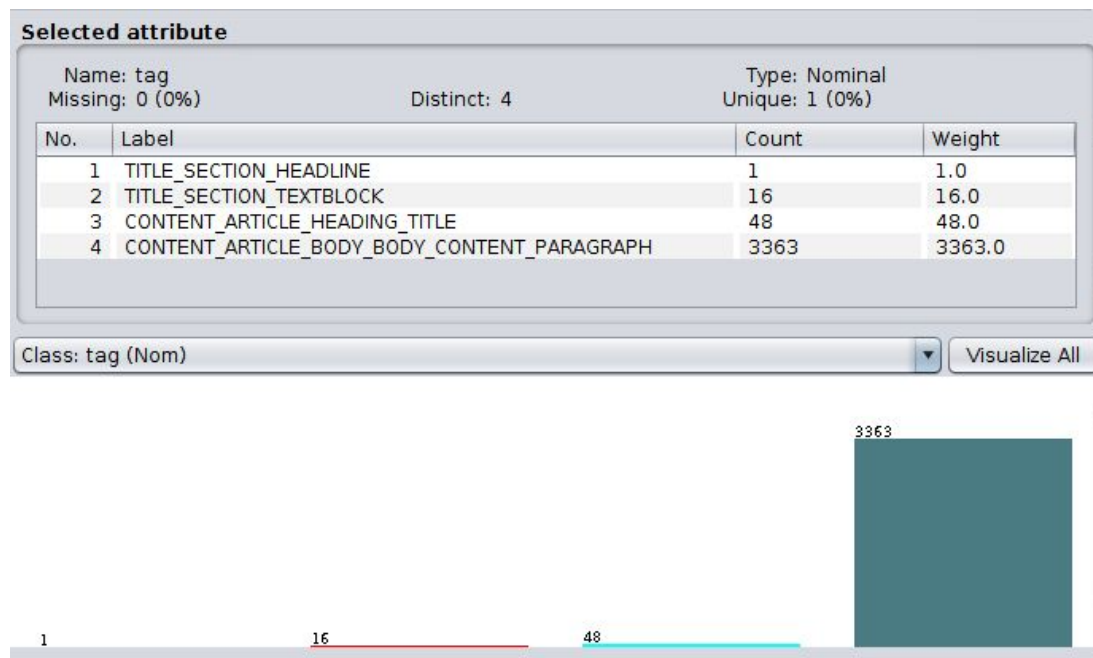 Selected attribute
Name: tag Type: Nominal
Missing: 0 (0%) Distinct: 4 Unique: 1 (0%)
No. Label Count Weight
1 TITLE_SECTION_HEADLINE 1 1.0
2 TITLE_SECTION_TEXTBLOCK 16 16.0
3 CONTENT_ARTICLE_HEADING_TITLE 48 48.0
4 CONTENT_ARTICLE_BODY_BODY_CONTENT_PARAGRAPH 3363 3363.0
Class: tag (Nom) Visualize All
3363
1 16 48